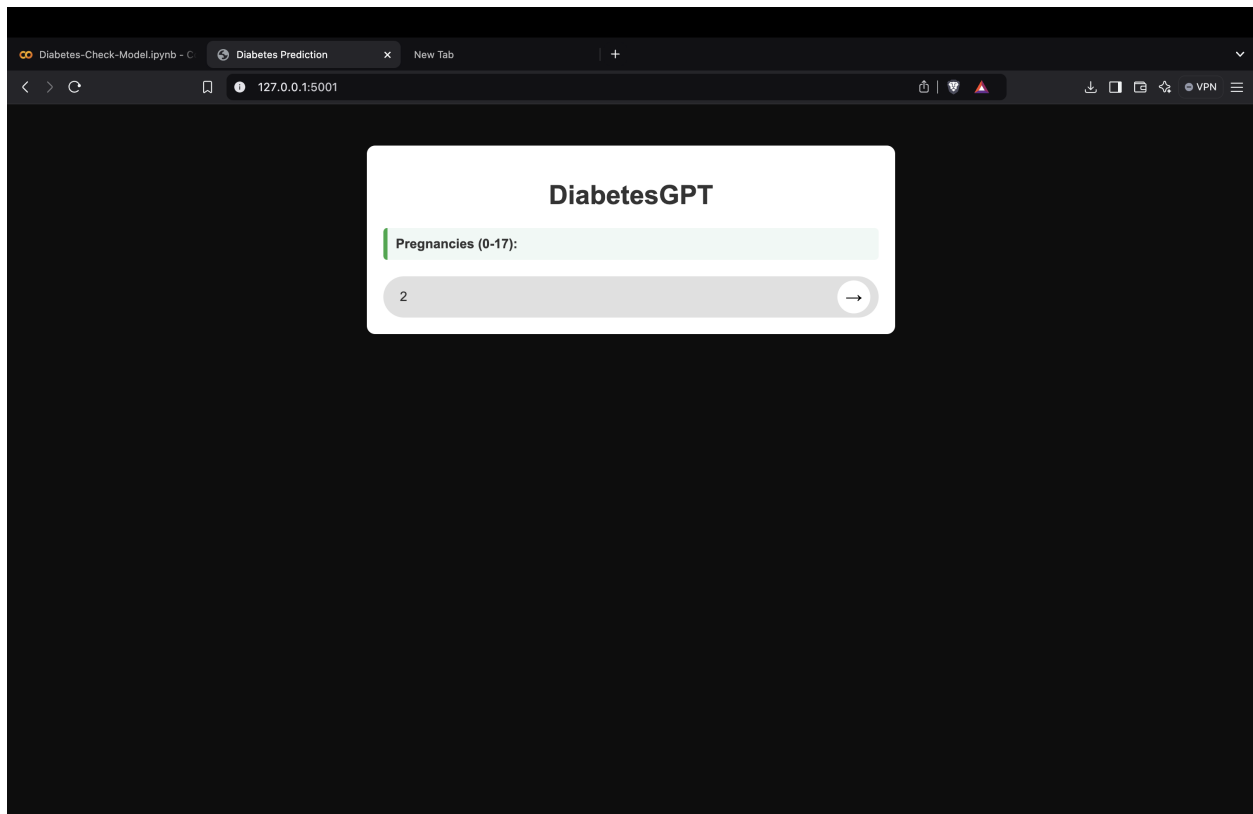 Diabetes-Check-Model.ipynb - C
Diabetes Prediction
New Tab
127.0.0.1:5001
VPN
DiabetesGPT
Pregnancies (0-17):
2